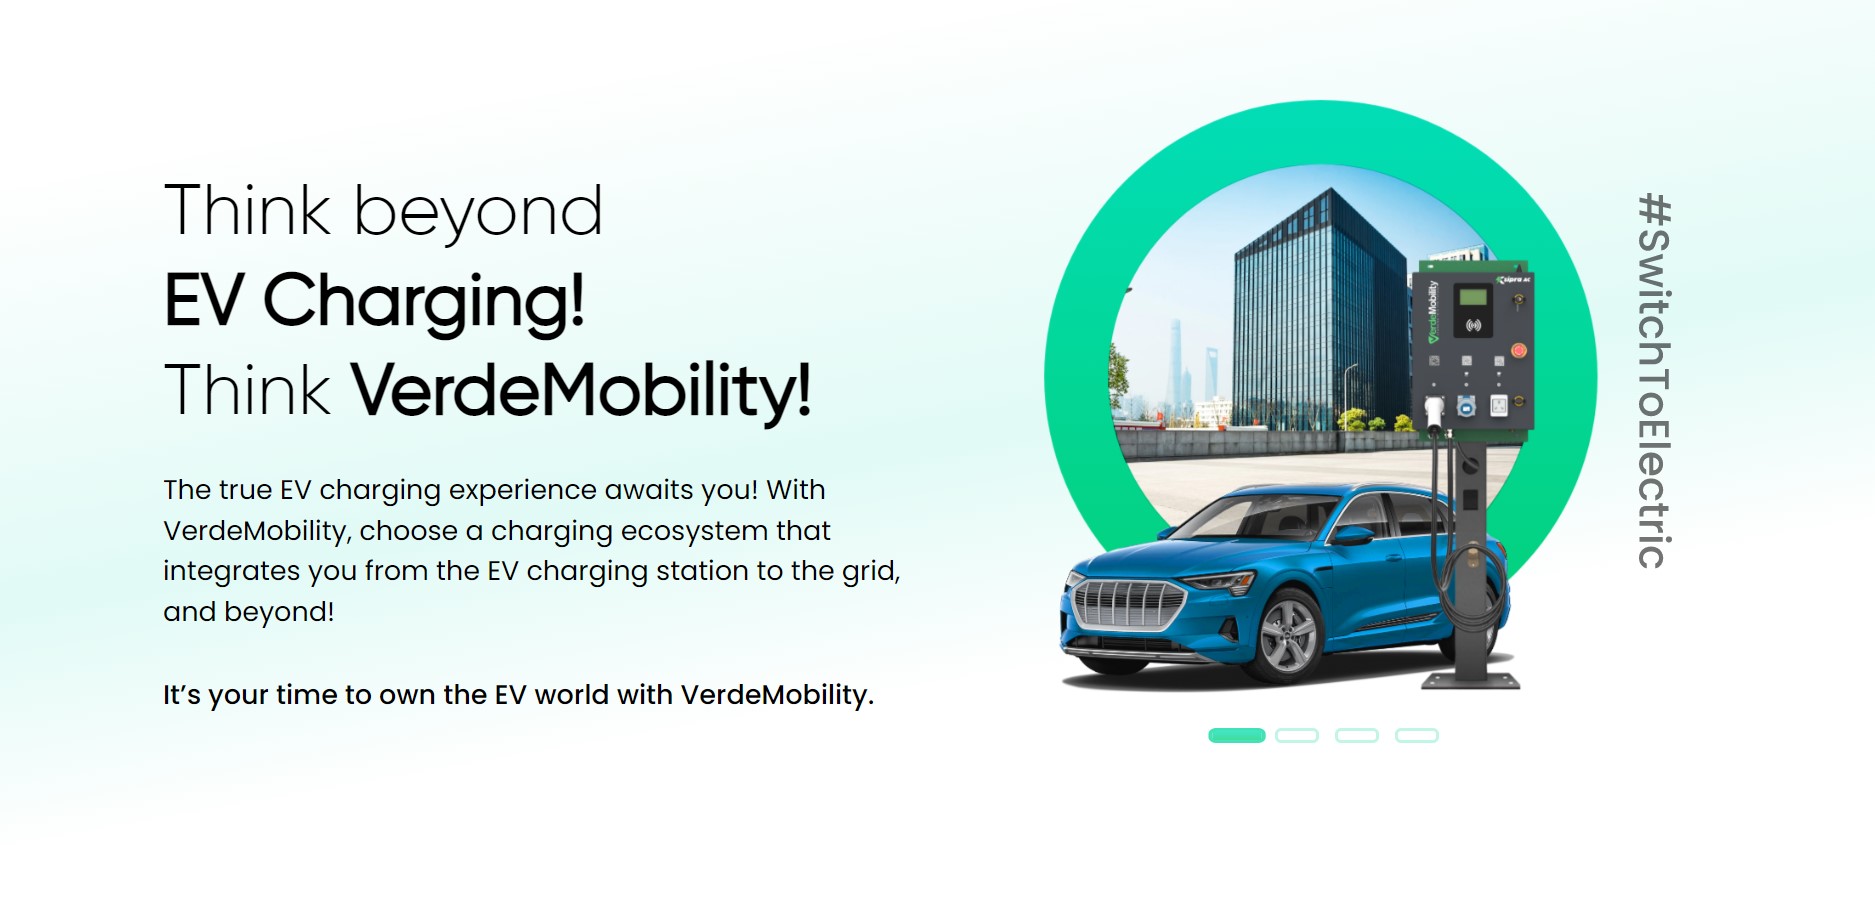 Think beyond
EV Charging!
Think VerdeMobility!
The true EV charging experience awaits you! With
VerdeMobility, choose a charging ecosystem that
integrates you from the EV charging station to the grid,
and beyond!
It’s your time to own the EV world with VerdeMobility.
VerdeMobility
#SwitchToElectric